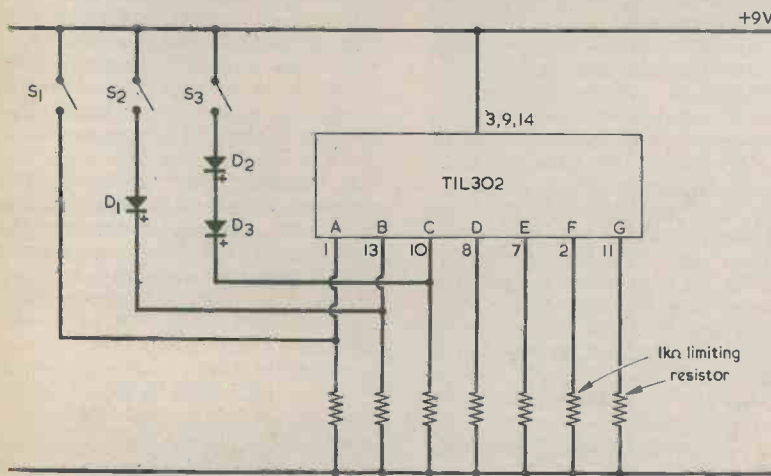 +9V
S1 S2 S3
3,9,14
D2
TIL302
D1 D3
A B C D E F G
1 13 10 8 7 2 11
1kΩ limiting
resistor